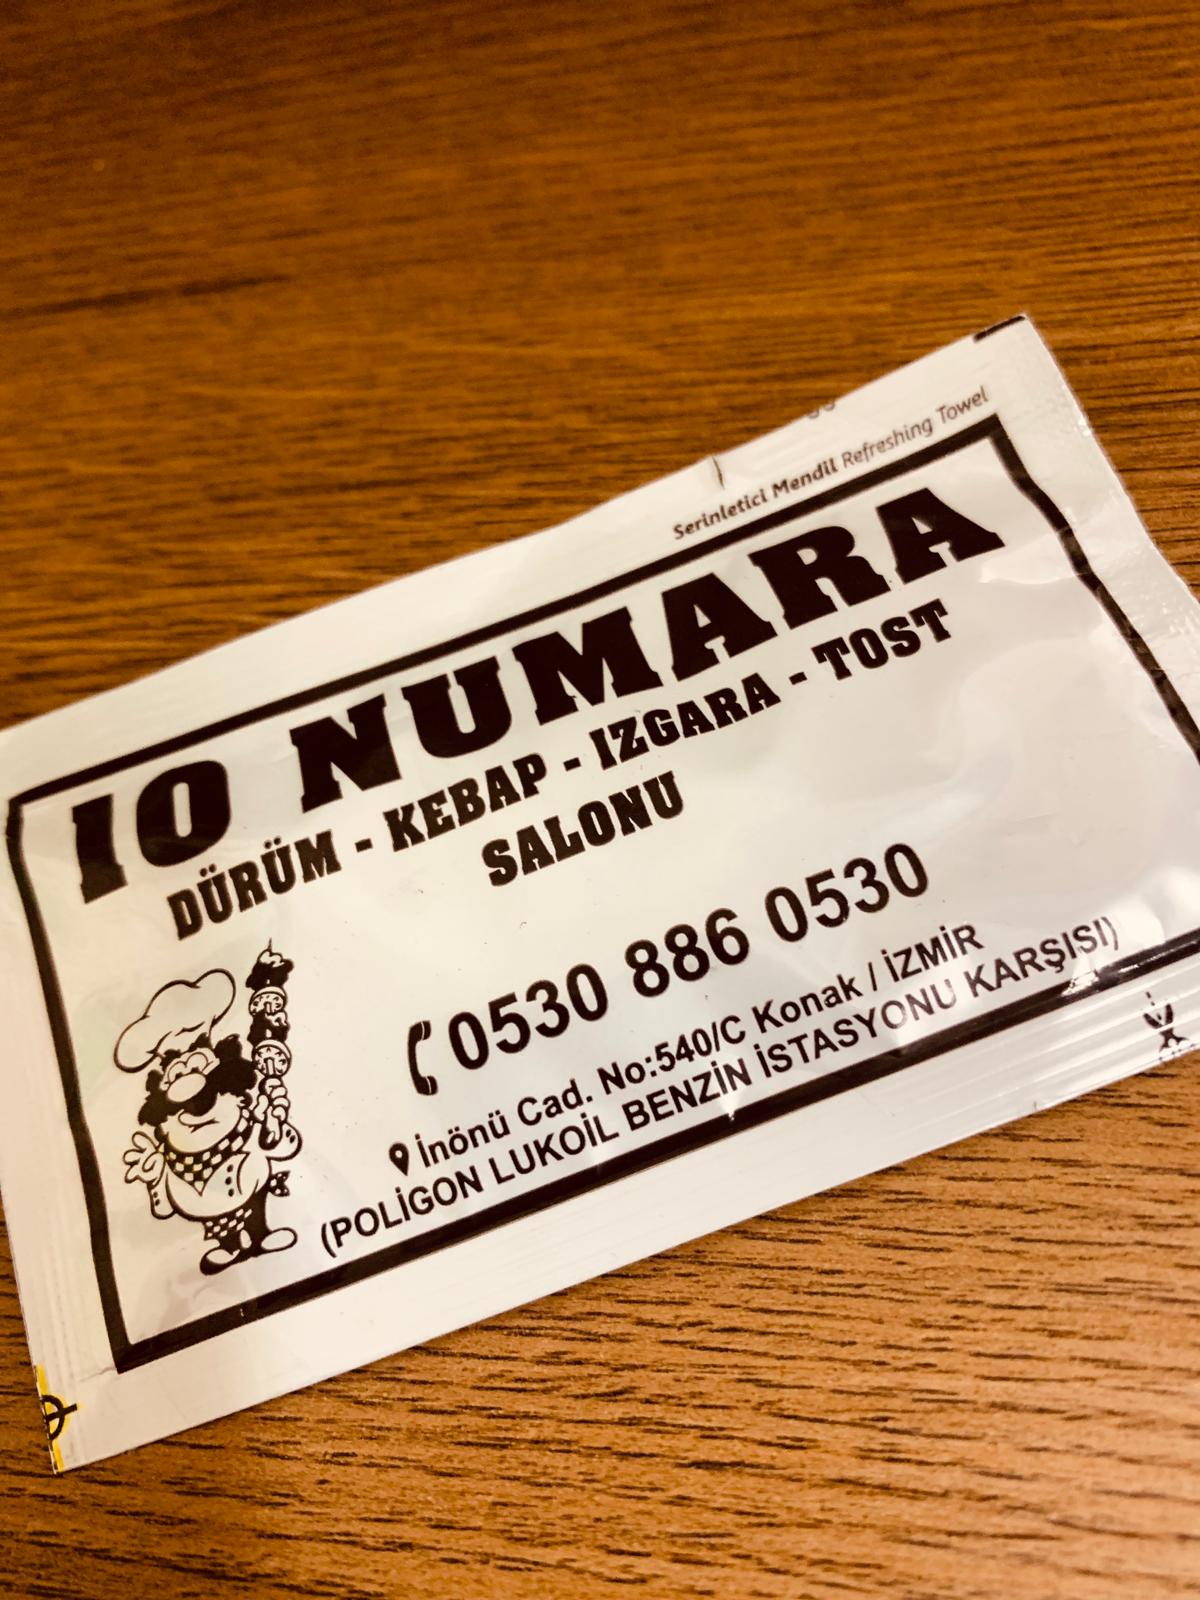 Serinletici Mendil Refreshing Towel
10 NUMARA
DÜRÜM - KEBAP - IZGARA - TOST
SALONU
0530 886 0530
İnönü Cad. No:540/C Konak / İZMİR
(POLİGON LUKOİL BENZİN İSTASYONU KARŞISI)